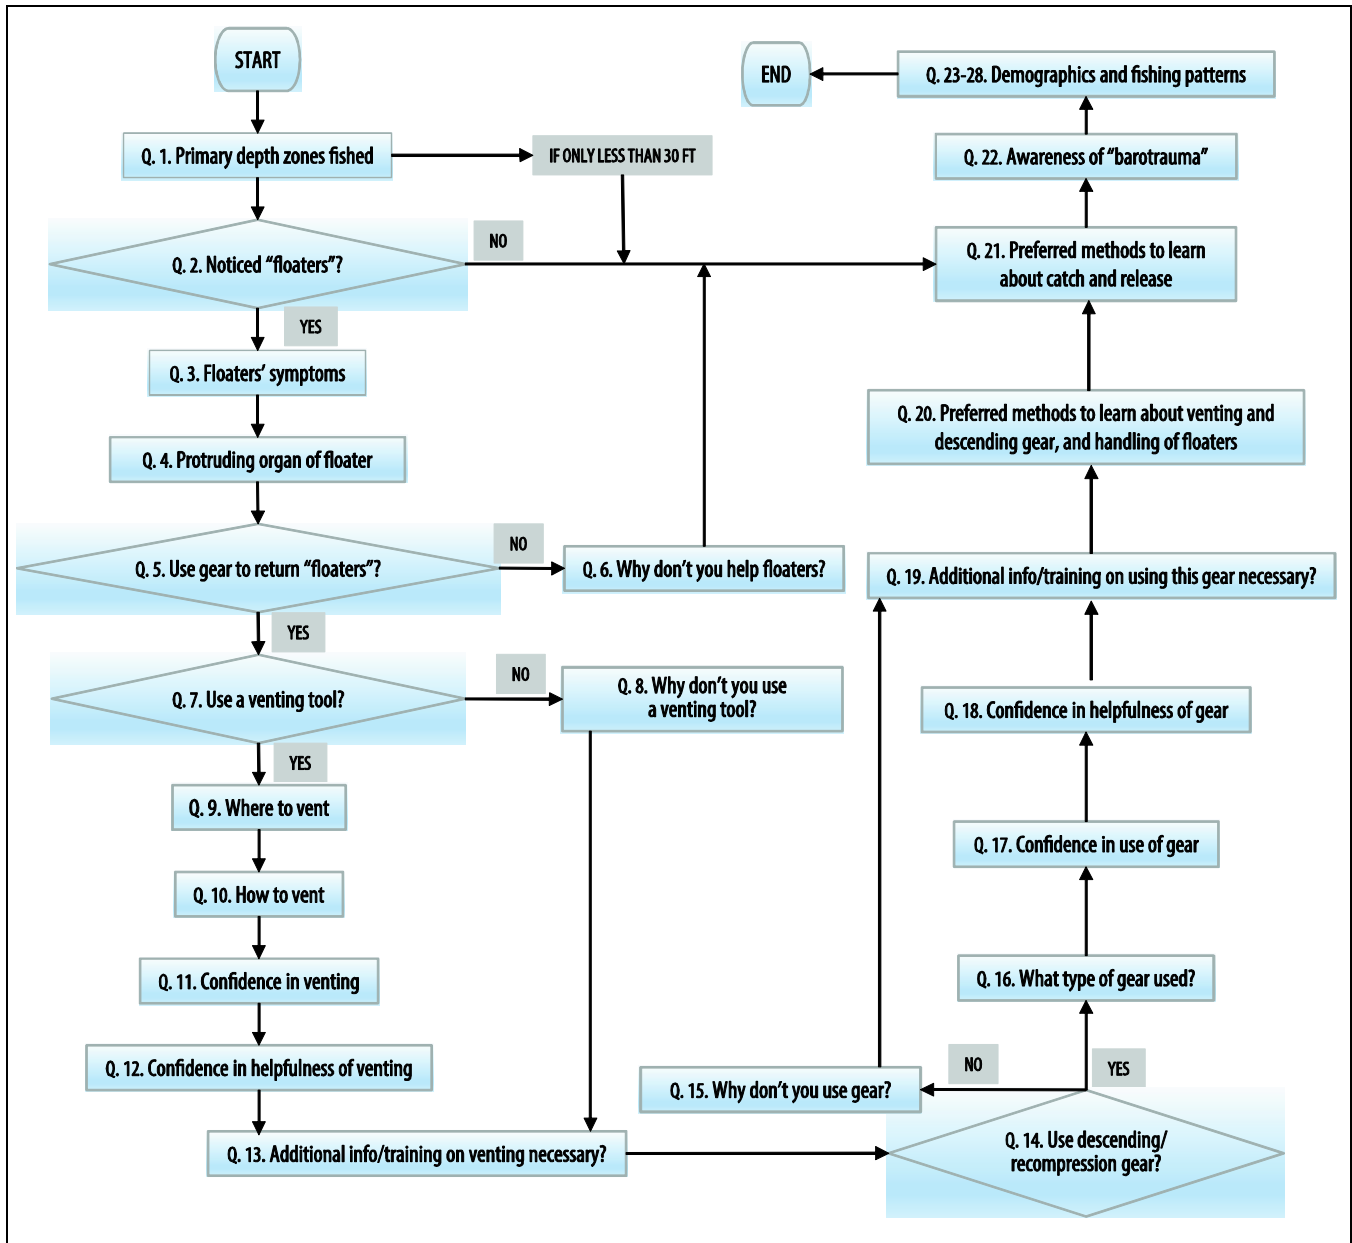 START
Q. 1. Primary depth zones fished
IF ONLY LESS THAN 30 FT
Q. 2. Noticed “floaters”?
NO
YES
Q. 3. Floaters’ symptoms
Q. 4. Protruding organ of floater
Q. 5. Use gear to return “floaters”?
NO
Q. 6. Why don’t you help floaters?
YES
Q. 7. Use a venting tool?
NO
Q. 8. Why don’t you use
a venting tool?
YES
Q. 9. Where to vent
Q. 10. How to vent
Q. 11. Confidence in venting
Q. 12. Confidence in helpfulness of venting
Q. 13. Additional info/training on venting necessary?
Q. 14. Use descending/
recompression gear?
NO
YES
Q. 15. Why don’t you use gear?
Q. 16. What type of gear used?
Q. 17. Confidence in use of gear
Q. 18. Confidence in helpfulness of gear
Q. 19. Additional info/training on using this gear necessary?
Q. 20. Preferred methods to learn about venting and
descending gear, and handling of floaters
Q. 21. Preferred methods to learn
about catch and release
Q. 22. Awareness of “barotrauma”
Q. 23-28. Demographics and fishing patterns
END